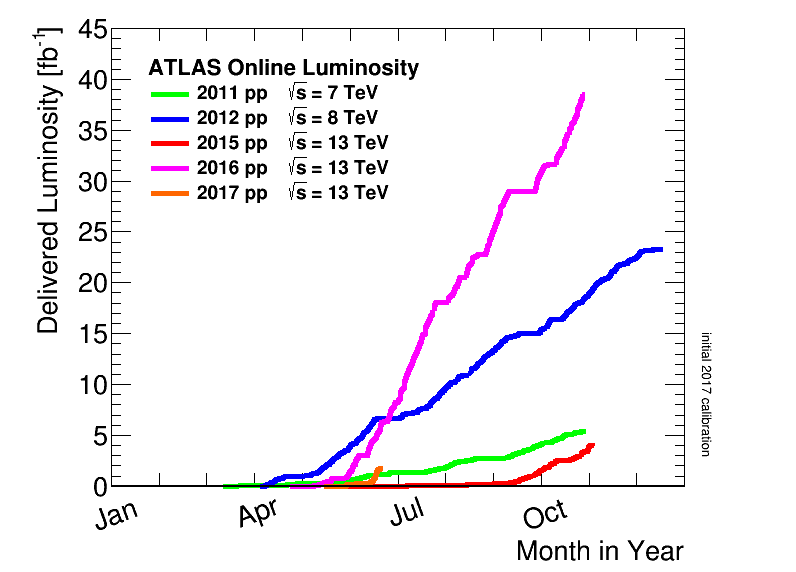 45
40
35
30
25
20
15
10
5
0
Delivered Luminosity [fb⁻¹]
ATLAS Online Luminosity
2011 pp √s = 7 TeV
2012 pp √s = 8 TeV
2015 pp √s = 13 TeV
2016 pp √s = 13 TeV
2017 pp √s = 13 TeV
initial 2017 calibration
Jan Apr Jul Oct
Month in Year